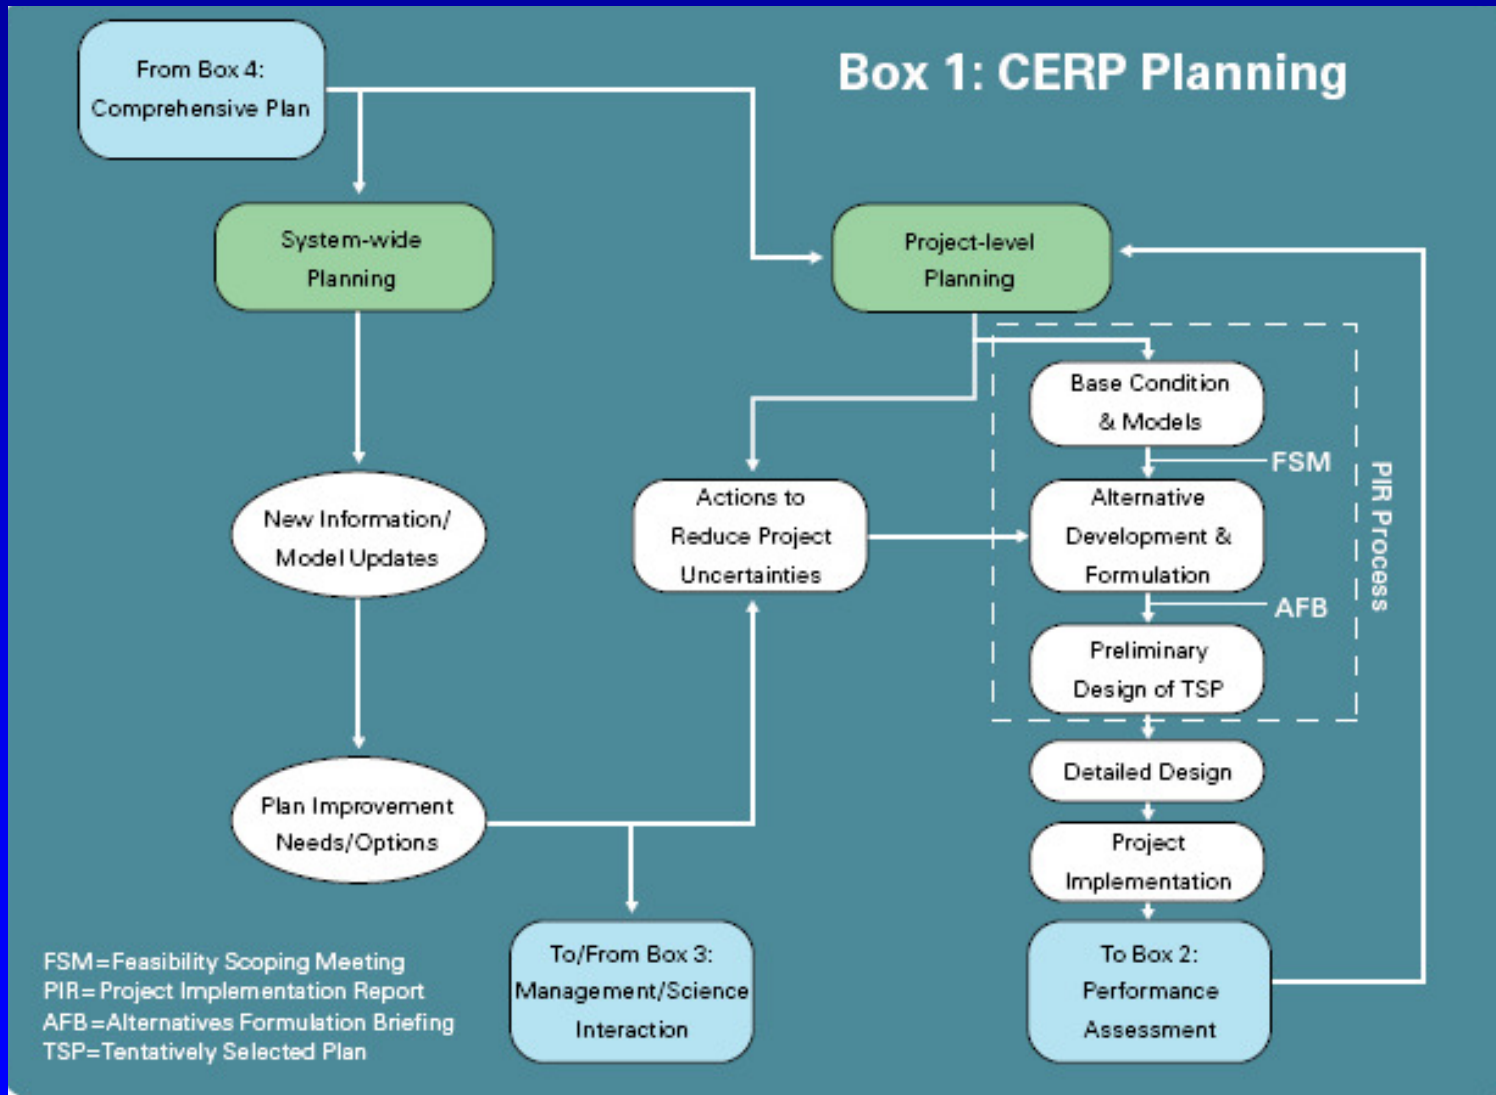 Box 1: CERP Planning
From Box 4:
Comprehensive Plan
System-wide
Planning
Project-level
Planning
Base Condition
& Models
FSM
New Information/
Model Updates
Actions to
Reduce Project
Uncertainties
Alternative
Development &
Formulation
PIR Process
AFB
Preliminary
Design of TSP
Detailed Design
Plan Improvement
Needs/Options
Project
Implementation
To/From Box 3:
Management/Science
Interaction
To Box 2:
Performance
Assessment
FSM=Feasibility Scoping Meeting
PIR=Project Implementation Report
AFB=Alternatives Formulation Briefing
TSP=Tentatively Selected Plan